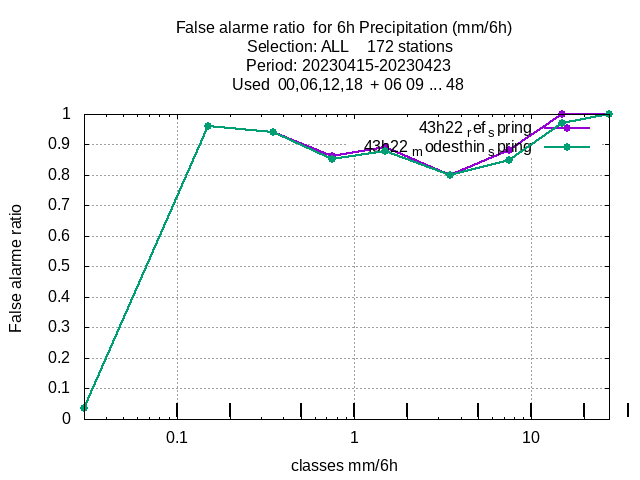 False alarme ratio  for 6h Precipitation (mm/6h)
Selection: ALL    172 stations
Period: 20230415-20230423
Used  00,06,12,18  + 06 09 ... 48
1
43h22 ref spring
0.9
43h22 modesthin spring
0.8
0.7
0.6
0.5
0.4
0.3
0.2
0.1
0
False alarme ratio
0.1 1 10
classes mm/6h